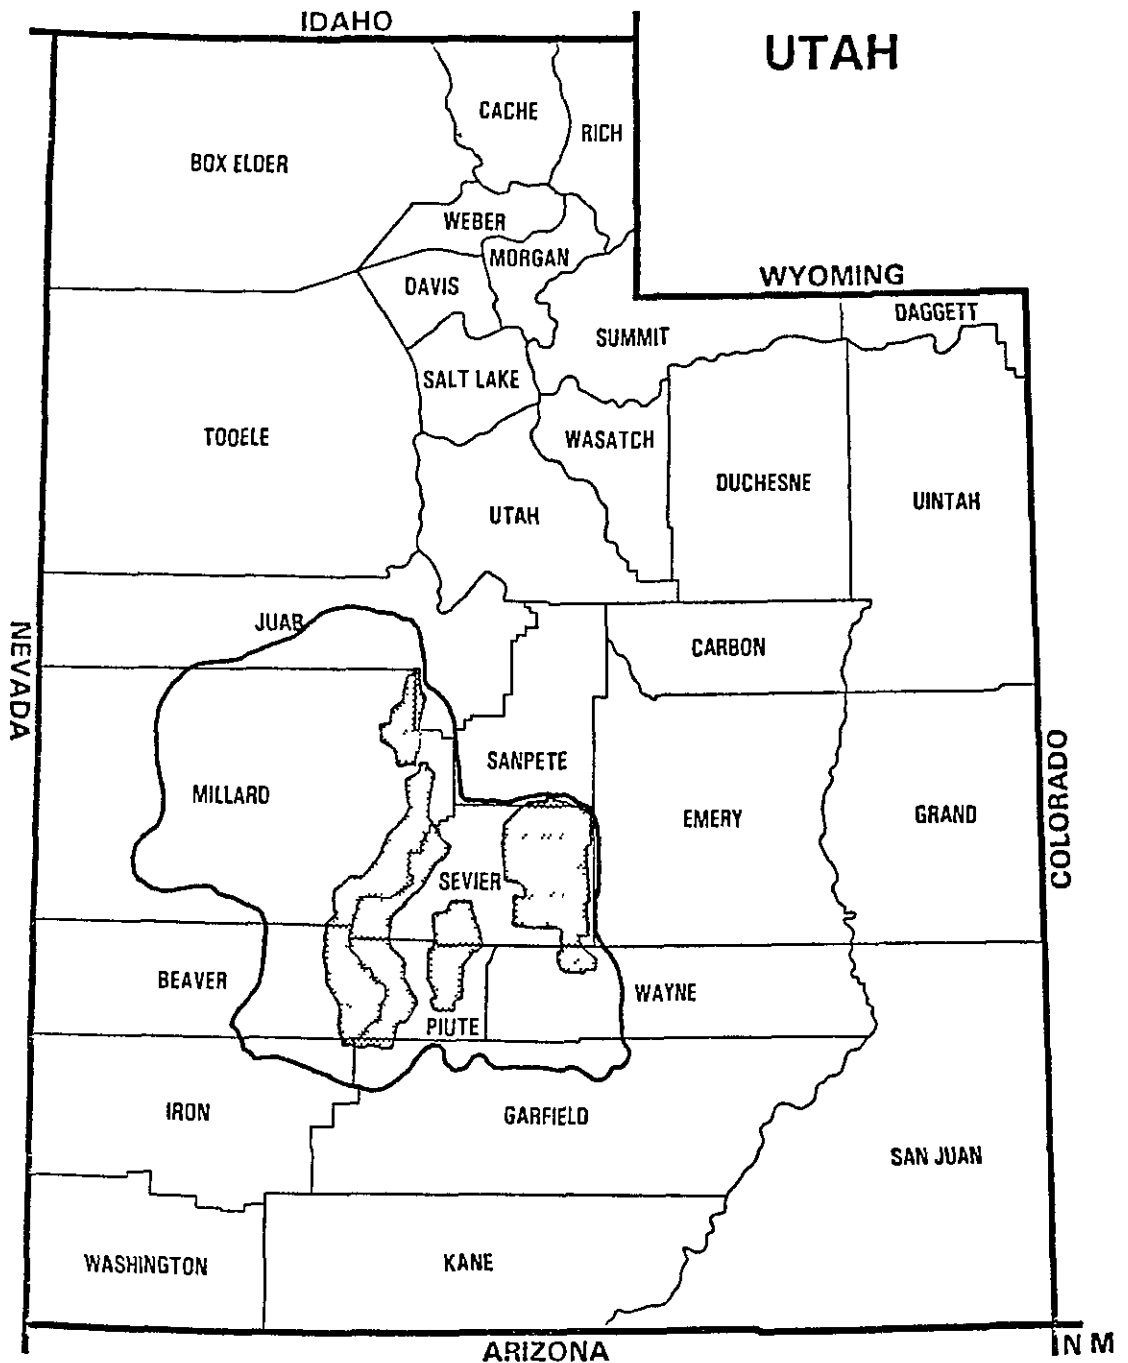 IDAHO
UTAH
CACHE
RICH
BOX ELDER
WEBER
MORGAN
DAVIS
WYOMING
DAGGETT
SUMMIT
SALT LAKE
TOOELE
WASATCH
DUCHESNE
UINTAH
UTAH
JUAB
NEVADA
CARBON
SANPETE
MILLARD
EMERY
GRAND
COLORADO
SEVIER
BEAVER
WAYNE
PIUTE
IRON
GARFIELD
SAN JUAN
WASHINGTON
KANE
ARIZONA
N M